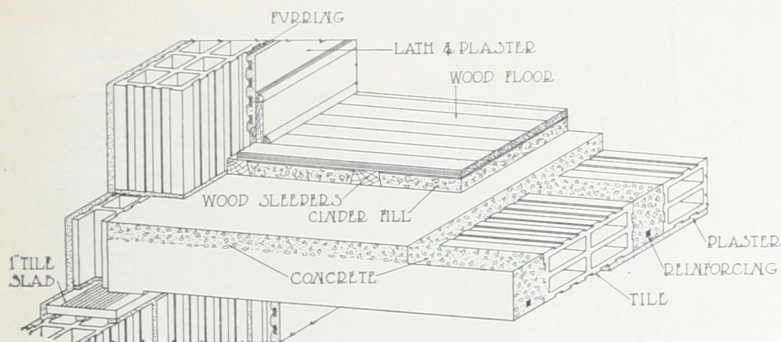 FURRING
LATH & PLASTER
WOOD FLOOR
WOOD SLEEPERS
CINDER FILL
1" TILE
SLAB
CONCRETE
PLASTER
REINFORCING
TILE